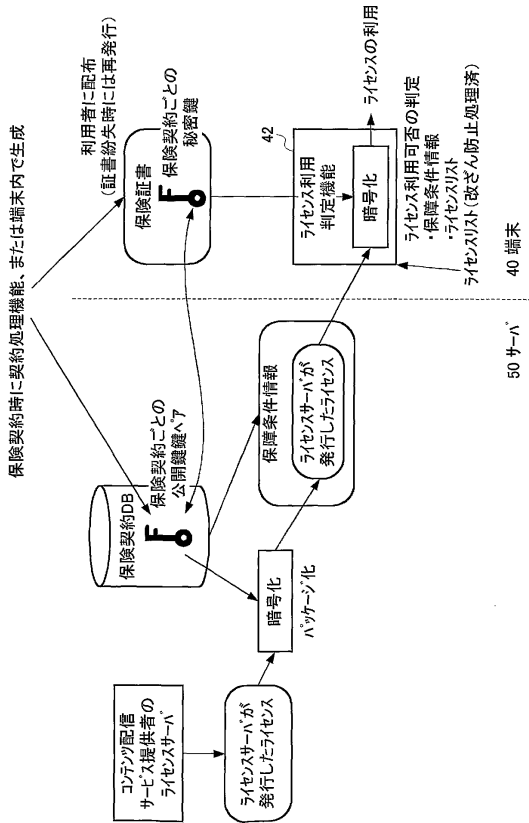 保険契約時に契約処理機能、または端末内で生成
コンテンツ配信
サービス提供者の
ライセンスサーバ
ライセンスサーバが
発行したライセンス
保険契約DB
保険契約ごとの
公開鍵鍵ペア
暗号化
パッケージ化
保障条件情報
ライセンスサーバが
発行したライセンス
50 サーバ
利用者に配布
(証書紛失時には再発行)
保険証書
保険契約ごとの
秘密鍵
42
ライセンス利用
判定機能
暗号化
ライセンスの利用
ライセンス利用可否の判定
・保障条件情報
・ライセンスリスト
ライセンスリスト(改ざん防止処理済)
40 端末